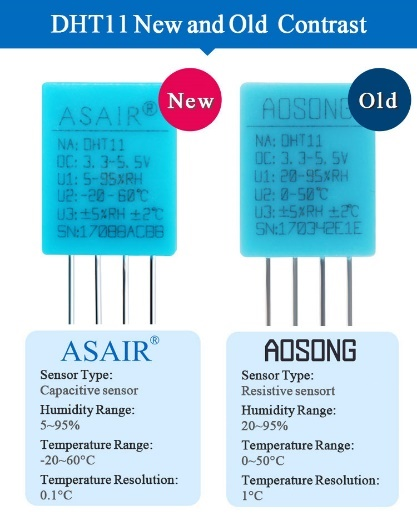 DHT11 New and Old Contrast
New
Old
ASAIR®
NA: DHT11
DC: 3.3-5.5V
U1: 5-95%RH
U2: -20-60℃
U3: ±5%RH ±2℃
SN:17088AC88
AOSONG
NA: DHT11
DC: 3.3-5.5V
U1: 20-95%RH
U2: 0-50℃
U3: ±5%RH ±2℃
SN:170342E1E
ASAIR®
Sensor Type:
Capacitive sensor
Humidity Range:
5~95%
Temperature Range:
-20~60°C
Temperature Resolution:
0.1°C
AOSONG
Sensor Type:
Resistive sensort
Humidity Range:
20~95%
Temperature Range:
0~50°C
Temperature Resolution:
1°C